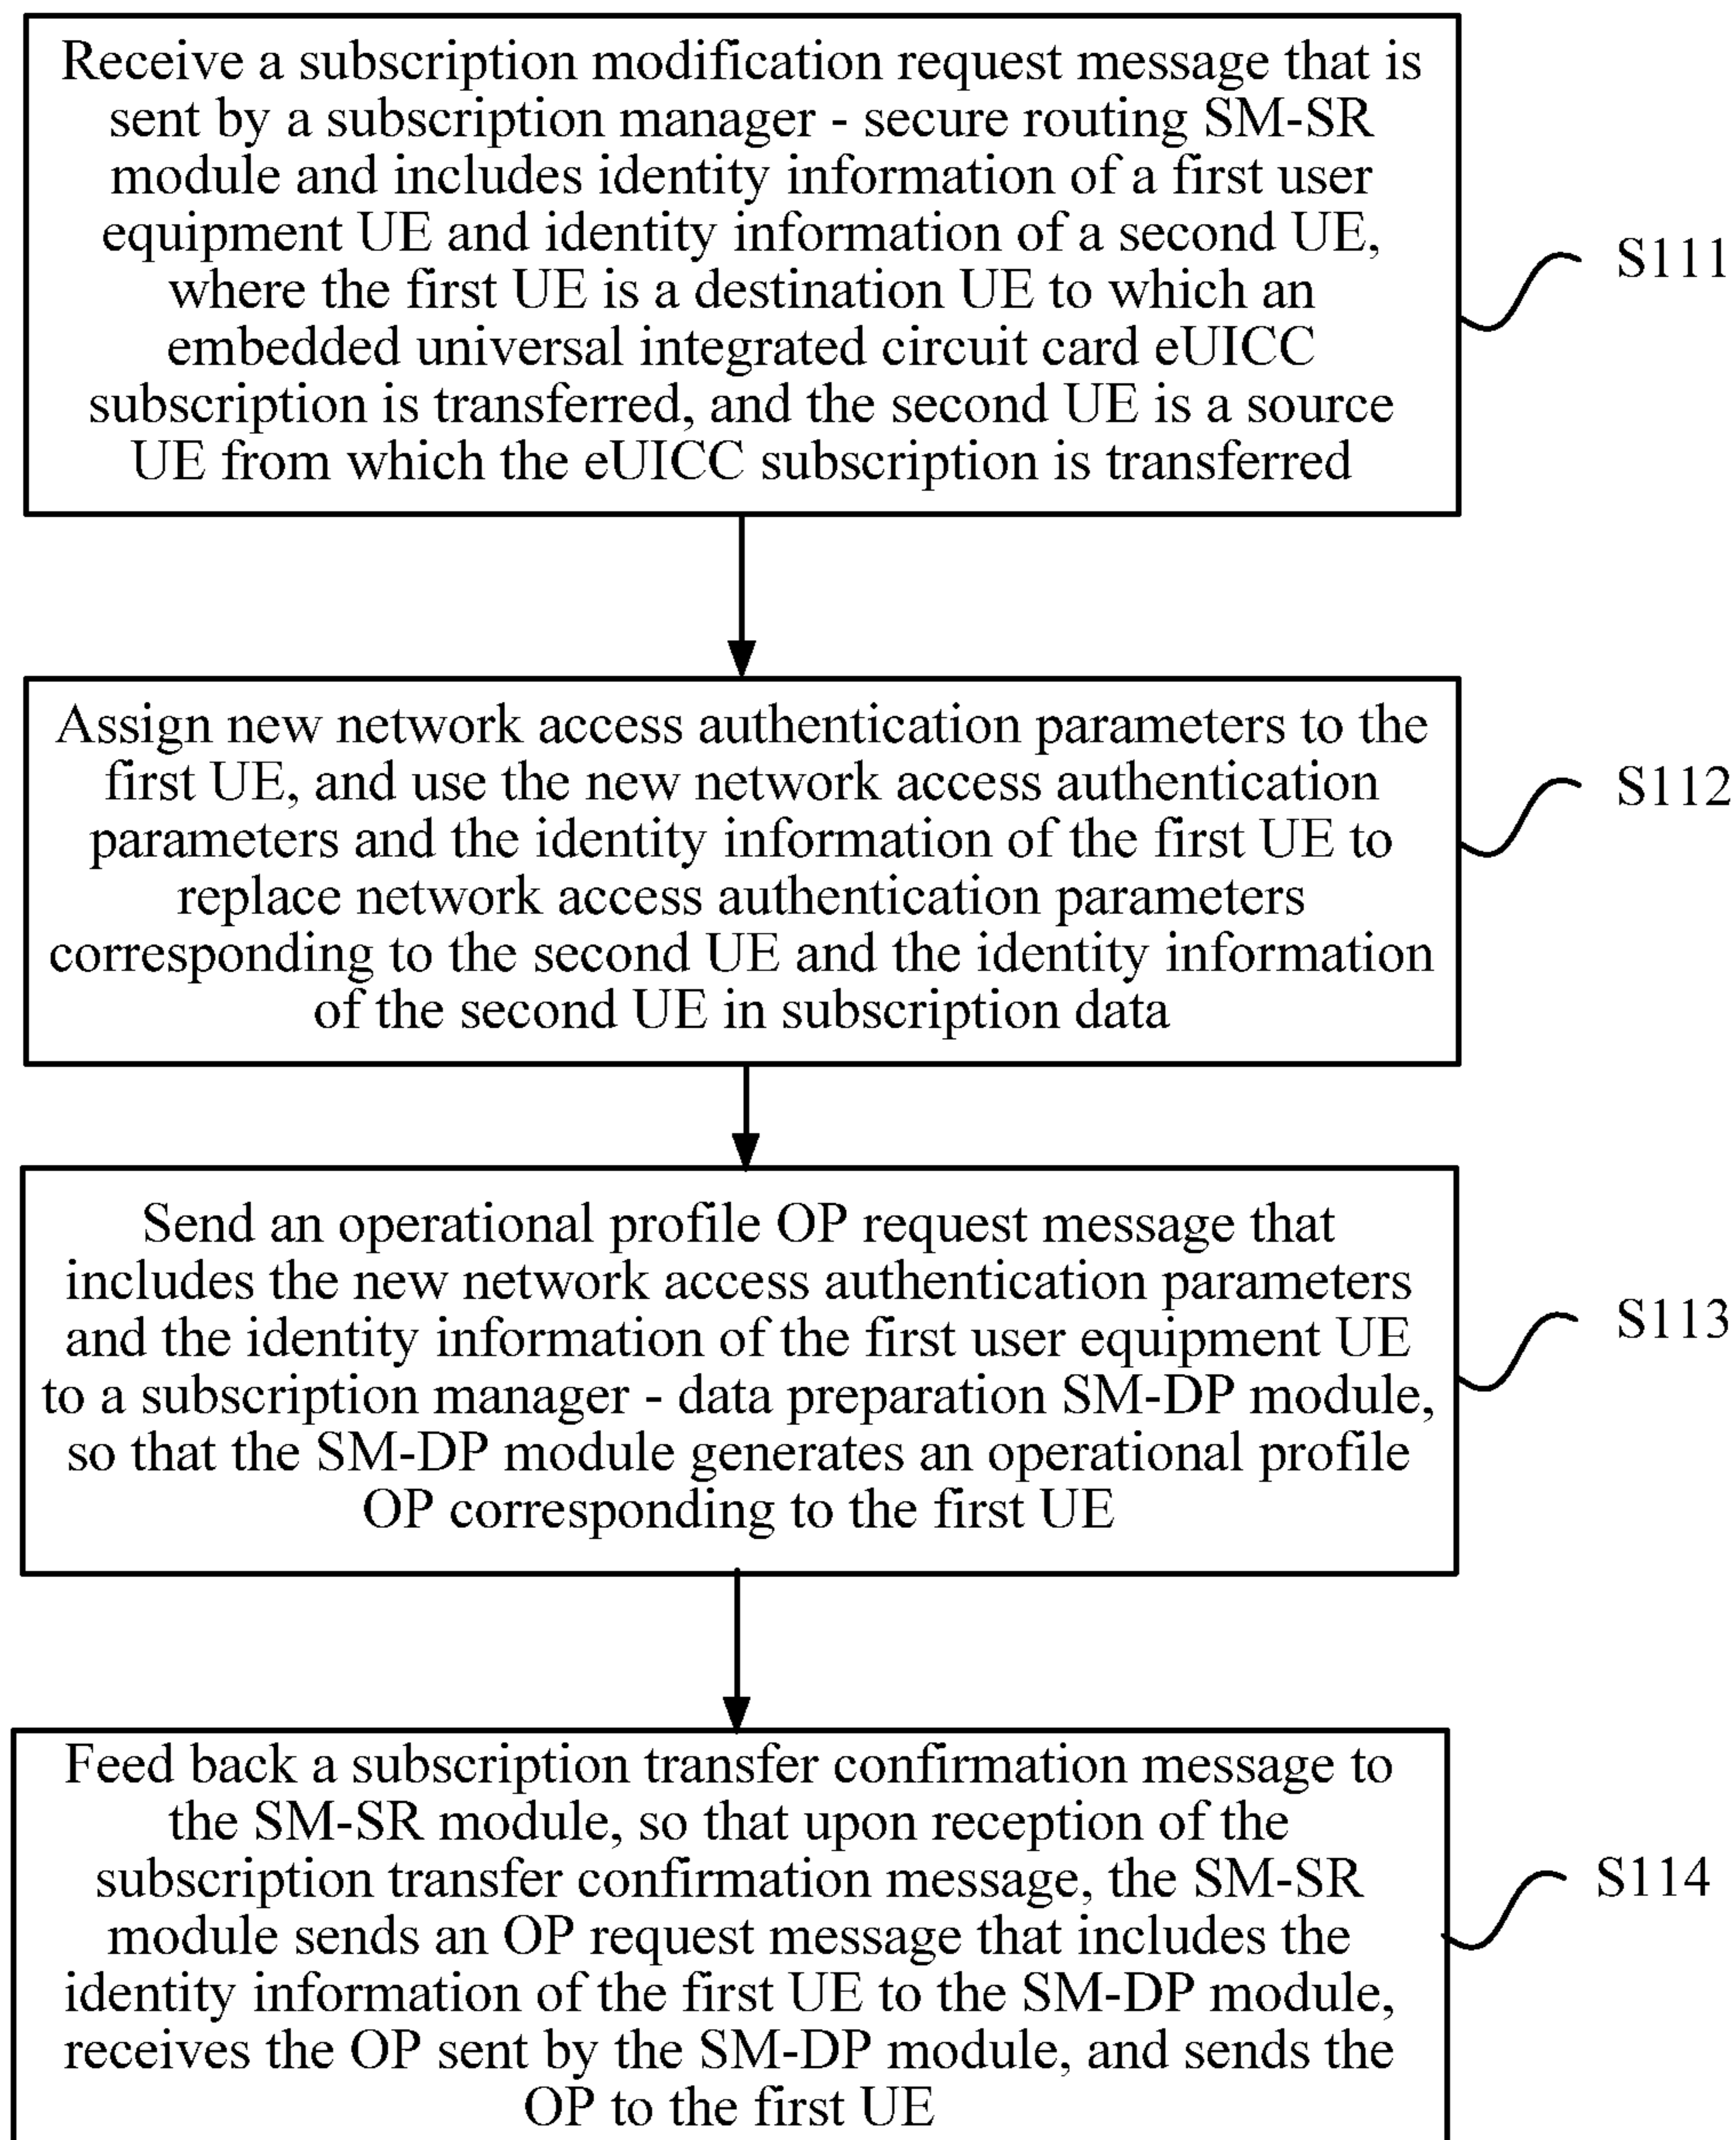 Receive a subscription modification request message that is
sent by a subscription manager - secure routing SM-SR
module and includes identity information of a first user
equipment UE and identity information of a second UE,
where the first UE is a destination UE to which an
embedded universal integrated circuit card eUICC
subscription is transferred, and the second UE is a source
UE from which the eUICC subscription is transferred
S111
Assign new network access authentication parameters to the
first UE, and use the new network access authentication
parameters and the identity information of the first UE to
replace network access authentication parameters
corresponding to the second UE and the identity information
of the second UE in subscription data
S112
Send an operational profile OP request message that
includes the new network access authentication parameters
and the identity information of the first user equipment UE
to a subscription manager - data preparation SM-DP module,
so that the SM-DP module generates an operational profile
OP corresponding to the first UE
S113
Feed back a subscription transfer confirmation message to
the SM-SR module, so that upon reception of the
subscription transfer confirmation message, the SM-SR
module sends an OP request message that includes the
identity information of the first UE to the SM-DP module,
receives the OP sent by the SM-DP module, and sends the
OP to the first UE
S114